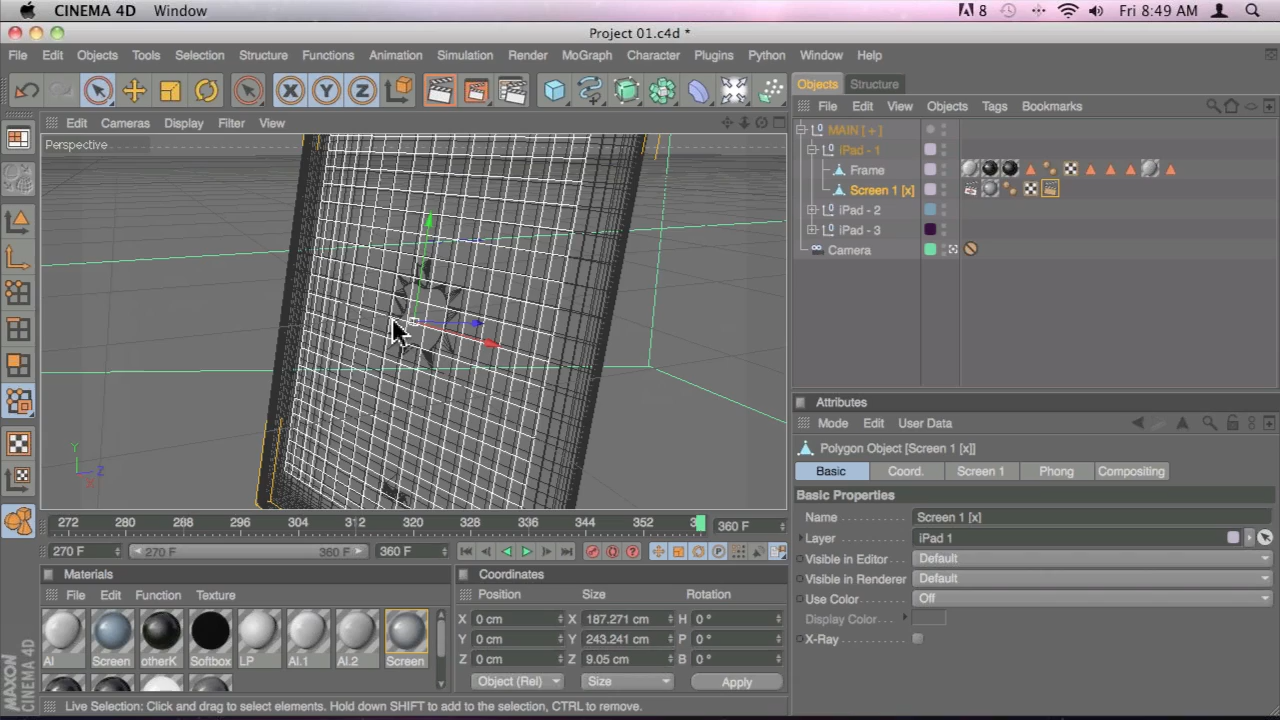 CINEMA 4D Window
8 Fri 8:49 AM
Project 01.c4d *
File Edit Objects Tools Selection Structure Functions Animation Simulation Render MoGraph Character Plugins Python Window Help
Objects Structure
File Edit View Objects Tags Bookmarks
Edit Cameras Display Filter View
Perspective
MAIN [ + ]
iPad - 1
Frame
Screen 1 [x]
iPad - 2
iPad - 3
Camera
Y
Z
X
Attributes
Mode Edit User Data
Polygon Object [Screen 1 [x]]
Basic Coord. Screen 1 Phong Compositing
Basic Properties
Name Screen 1 [x]
Layer iPad 1
Visible in Editor Default
Visible in Renderer Default
Use Color Off
Display Color
X-Ray
272 280 288 296 304 312 320 328 336 344 352 360 F
270 F 270 F 360 F 360 F
Materials
File Edit Function Texture
Al Screen otherK Softbox LP Al.1 Al.2 Screen
Coordinates
Position Size Rotation
X 0 cm X 187.271 cm H 0 °
Y 0 cm Y 243.241 cm P 0 °
Z 0 cm Z 9.05 cm B 0 °
Object (Rel) Size Apply
MAXON CINEMA 4D
Live Selection: Click and drag to select elements. Hold down SHIFT to add to the selection, CTRL to remove.